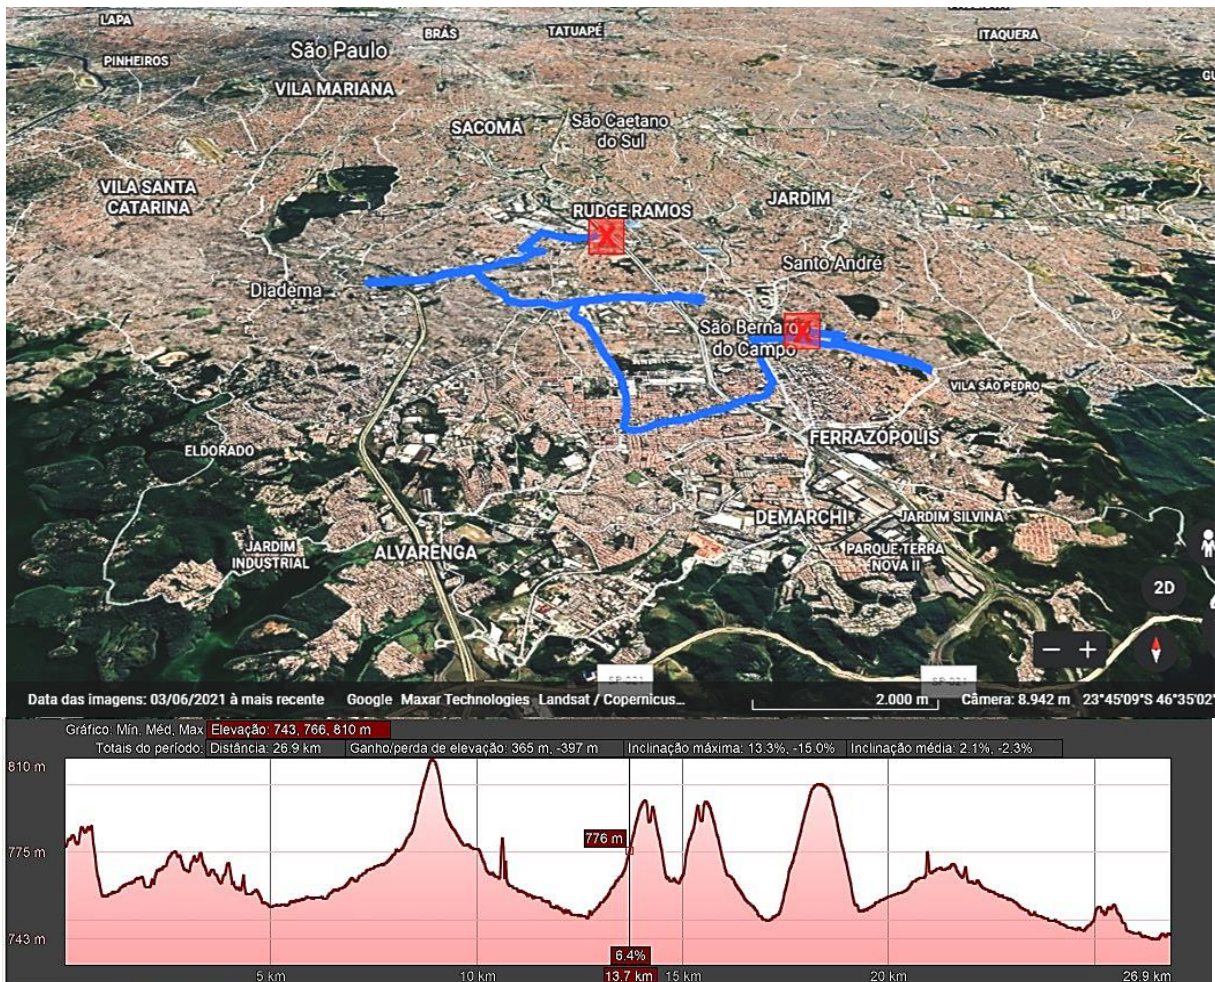 LAPA
BRÁS
TATUAPÉ
ITAQUERA
São Paulo
PINHEIROS
VILA MARIANA
SACOMÃ
São Caetano
do Sul
VILA SANTA
CATARINA
JARDIM
RUDGE RAMOS
X
Santo André
Diadema
São Bernardo
do Campo
X
VILA SÃO PEDRO
ELDORADO
FERRAZÓPOLIS
DEMARCHI
JARDIM SILVINA
JARDIM
INDUSTRIAL
ALVARENGA
PARQUE TERRA
NOVA II
2D
Data das imagens: 03/06/2021 à mais recente Google Maxar Technologies Landsat / Copernicus... 2.000 m Câmera: 8.942 m 23°45'09"S 46°35'02"
Gráfico: Mín, Méd, Max Elevação: 743, 766, 810 m
Totais do período: Distância: 26.9 km Ganho/perda de elevação: 365 m, -397 m Inclinação máxima: 13.3%, -15.0% Inclinação média: 2.1%, -2.3%
810 m
776 m
775 m
743 m
6.4%
5 km 10 km 13.7 km 15 km 20 km 26.9 km